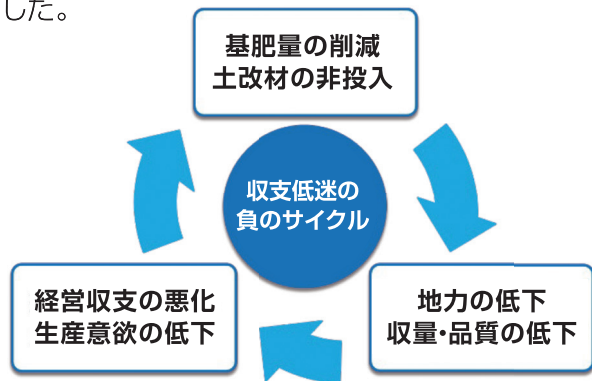 した。
基肥量の削減
土改材の非投入
収支低迷の
負のサイクル
経営収支の悪化
生産意欲の低下
地力の低下
収量・品質の低下